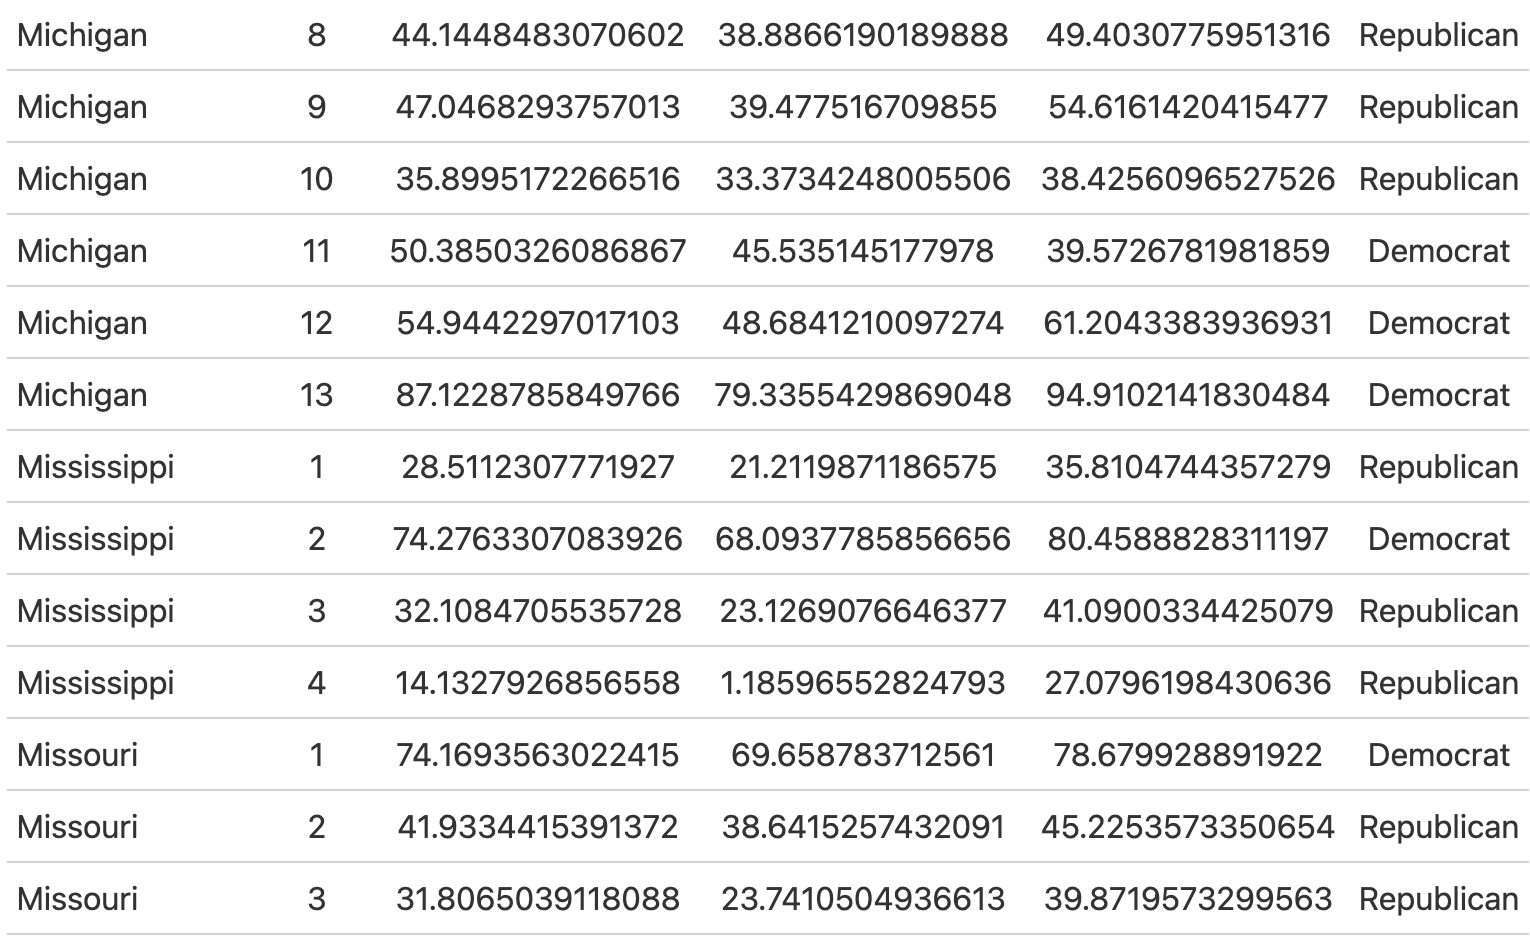 Michigan 8 44.1448483070602 38.8866190189888 49.4030775951316 Republican
Michigan 9 47.0468293757013 39.477516709855 54.6161420415477 Republican
Michigan 10 35.8995172266516 33.3734248005506 38.4256096527526 Republican
Michigan 11 50.3850326086867 45.535145177978 39.5726781981859 Democrat
Michigan 12 54.9442297017103 48.6841210097274 61.2043383936931 Democrat
Michigan 13 87.1228785849766 79.3355429869048 94.9102141830484 Democrat
Mississippi 1 28.5112307771927 21.2119871186575 35.8104744357279 Republican
Mississippi 2 74.2763307083926 68.0937785856656 80.4588828311197 Democrat
Mississippi 3 32.1084705535728 23.1269076646377 41.0900334425079 Republican
Mississippi 4 14.1327926856558 1.18596552824793 27.0796198430636 Republican
Missouri 1 74.1693563022415 69.658783712561 78.679928891922 Democrat
Missouri 2 41.9334415391372 38.6415257432091 45.2253573350654 Republican
Missouri 3 31.8065039118088 23.7410504936613 39.8719573299563 Republican